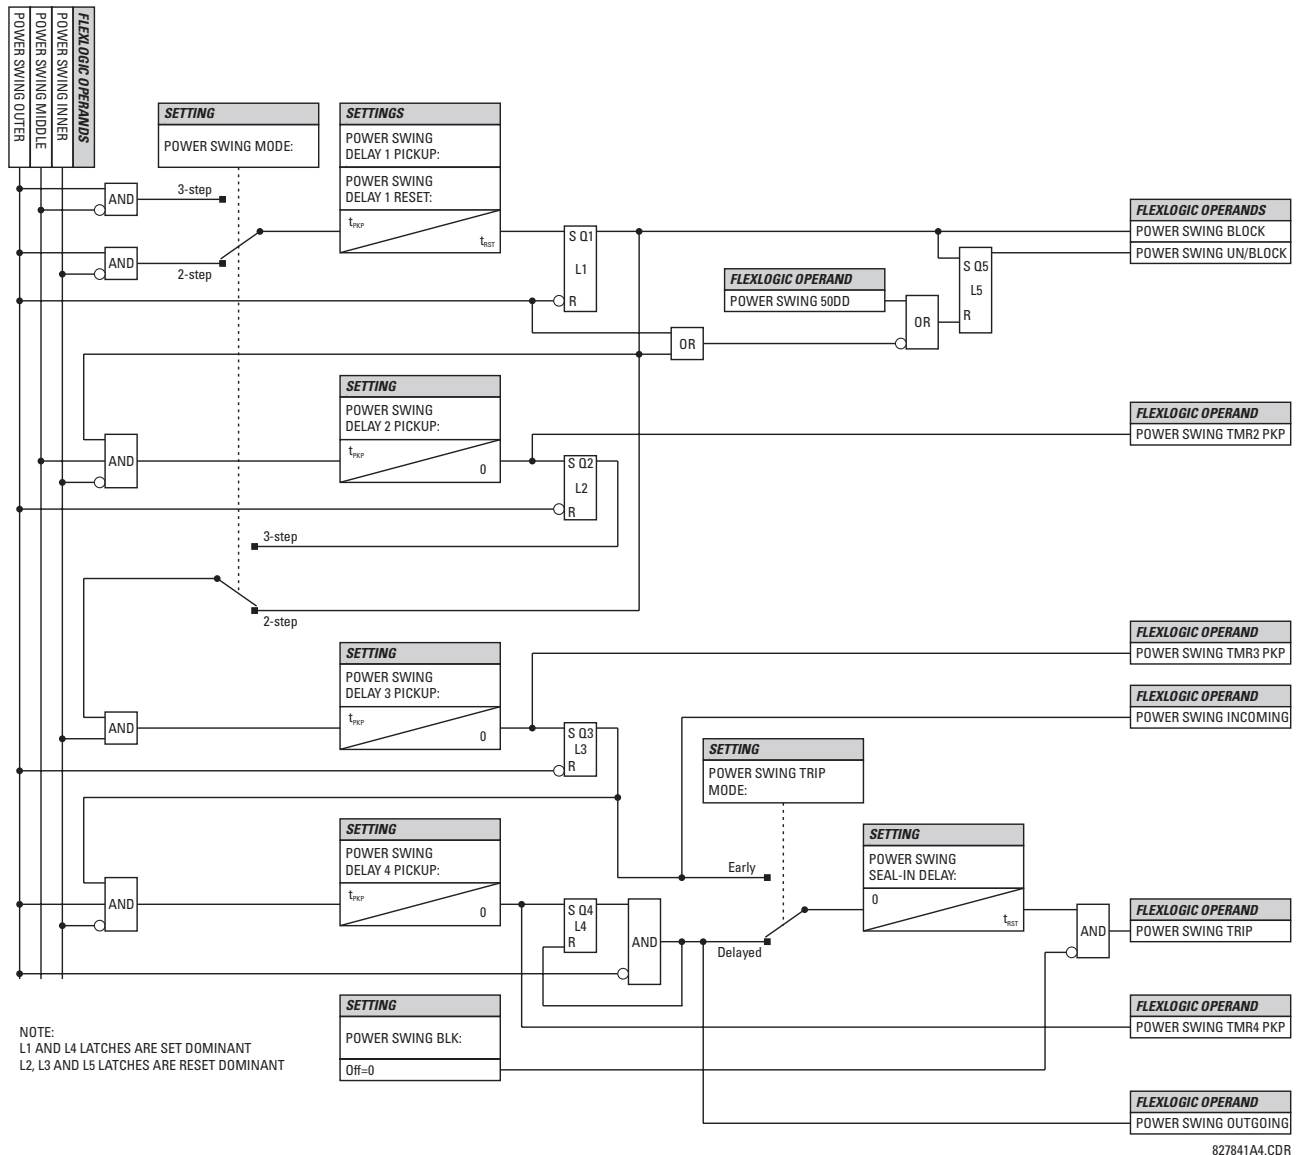 FLEXLOGIC OPERANDS
POWER SWING INNER
POWER SWING MIDDLE
POWER SWING OUTER
SETTING
POWER SWING MODE:
SETTINGS
POWER SWING
DELAY 1 PICKUP:
POWER SWING
DELAY 1 RESET:
tPKP
tRST
AND
3-step
AND
2-step
S Q1
L1
R
FLEXLOGIC OPERANDS
POWER SWING BLOCK
POWER SWING UN/BLOCK
FLEXLOGIC OPERAND
POWER SWING 50DD
OR
OR
S Q5
L5
R
SETTING
POWER SWING
DELAY 2 PICKUP:
tPKP
0
AND
S Q2
L2
R
FLEXLOGIC OPERAND
POWER SWING TMR2 PKP
3-step
2-step
SETTING
POWER SWING
DELAY 3 PICKUP:
tPKP
0
AND
S Q3
L3
R
FLEXLOGIC OPERAND
POWER SWING TMR3 PKP
FLEXLOGIC OPERAND
POWER SWING INCOMING
SETTING
POWER SWING TRIP
MODE:
SETTING
POWER SWING
DELAY 4 PICKUP:
tPKP
0
AND
S Q4
L4
R
AND
Early
Delayed
SETTING
POWER SWING
SEAL-IN DELAY:
0
tRST
AND
FLEXLOGIC OPERAND
POWER SWING TRIP
SETTING
POWER SWING BLK:
Off=0
FLEXLOGIC OPERAND
POWER SWING TMR4 PKP
FLEXLOGIC OPERAND
POWER SWING OUTGOING
NOTE:
L1 AND L4 LATCHES ARE SET DOMINANT
L2, L3 AND L5 LATCHES ARE RESET DOMINANT
827841A4.CDR